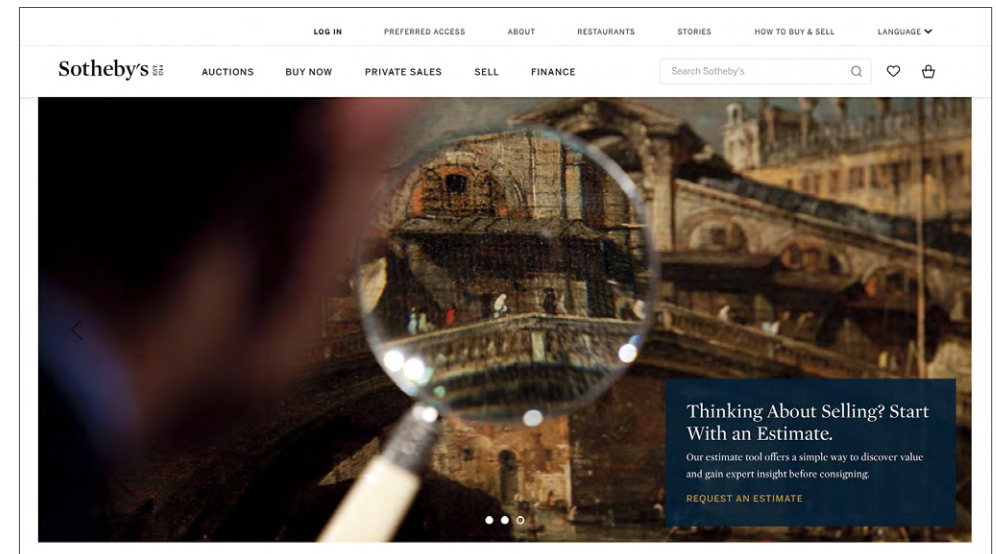 LOG IN PREFERRED ACCESS ABOUT RESTAURANTS STORIES HOW TO BUY & SELL LANGUAGE
Sotheby's EST. 1744
AUCTIONS BUY NOW PRIVATE SALES SELL FINANCE Search Sotheby's
Thinking About Selling? Start
With an Estimate.
Our estimate tool offers a simple way to discover value
and gain expert insight before consigning.
REQUEST AN ESTIMATE